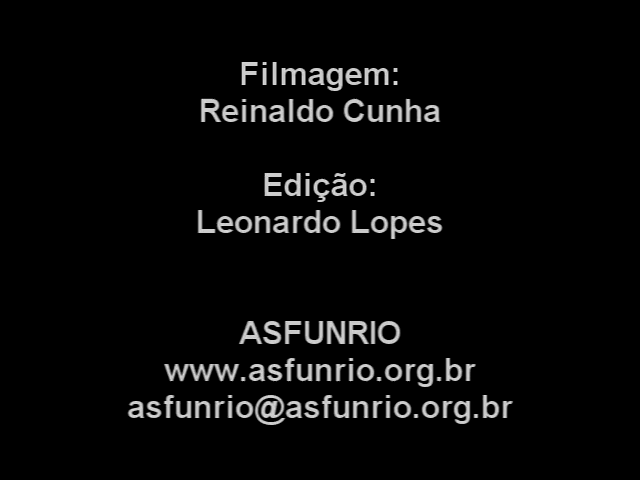 Filmagem:
Reinaldo Cunha
Edição:
Leonardo Lopes
ASFUNRIO
www.asfunrio.org.br
asfunrio@asfunrio.org.br